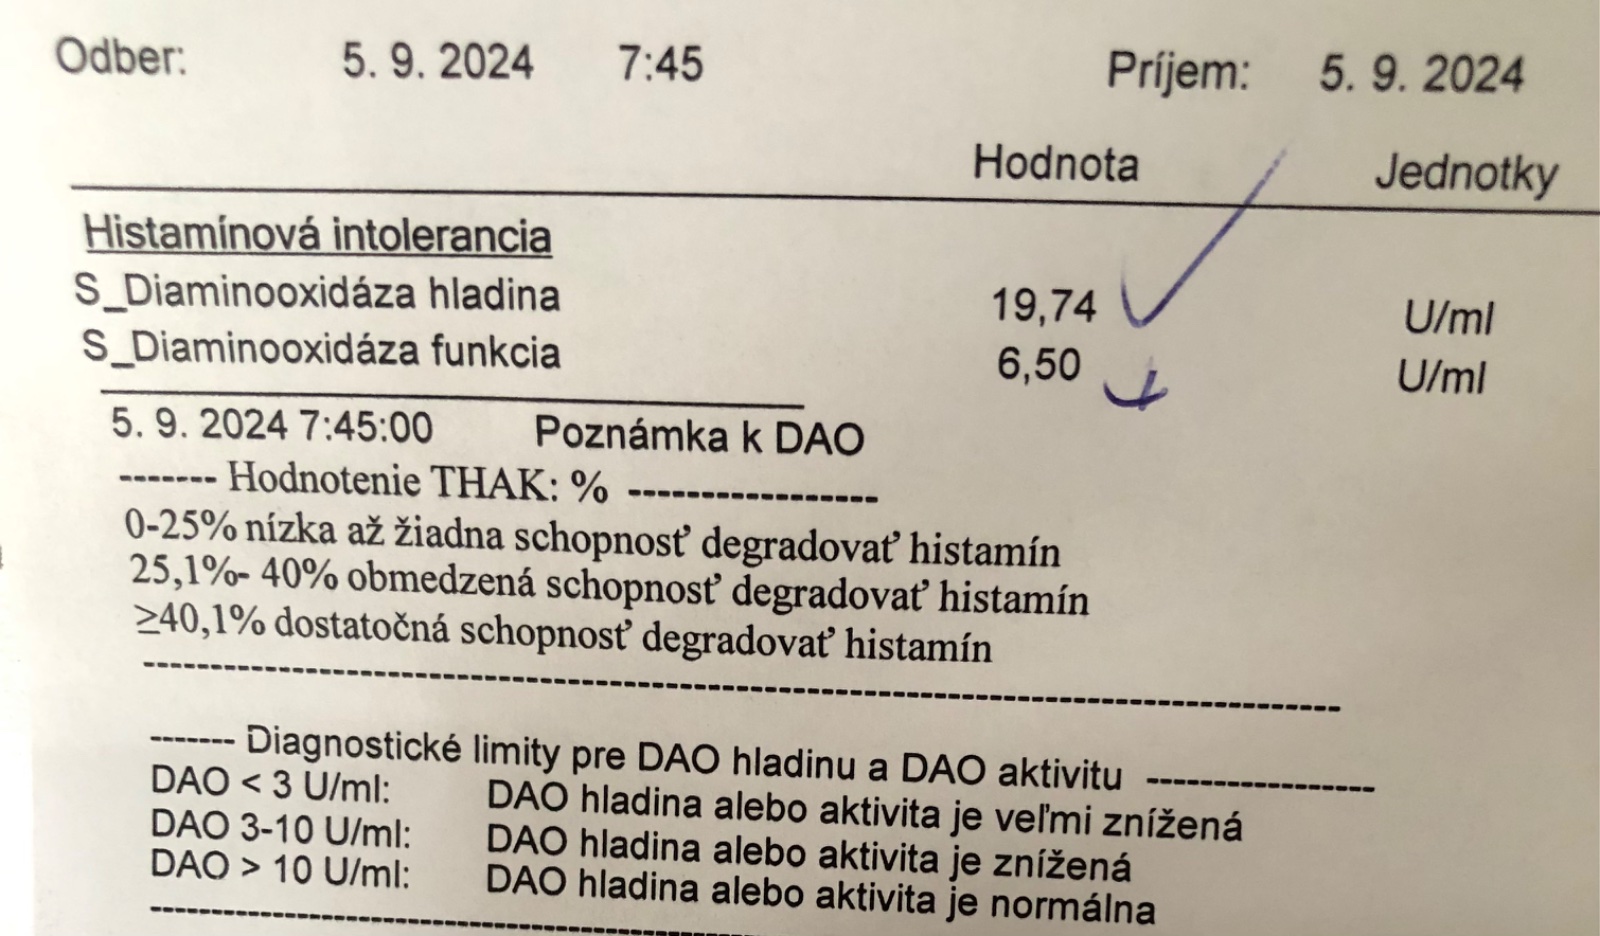 Odber: 5. 9. 2024 7:45 Príjem: 5. 9. 2024
Hodnota Jednotky
Histamínová intolerancia
S_Diaminooxidáza hladina 19,74 U/ml
S_Diaminooxidáza funkcia 6,50 U/ml
5. 9. 2024 7:45:00 Poznámka k DAO
------- Hodnotenie THAK: % ------------------
0-25% nízka až žiadna schopnosť degradovať histamín
25,1%- 40% obmedzená schopnosť degradovať histamín
≥40,1% dostatočná schopnosť degradovať histamín
------- Diagnostické limity pre DAO hladinu a DAO aktivitu ------------------
DAO < 3 U/ml: DAO hladina alebo aktivita je veľmi znížená
DAO 3-10 U/ml: DAO hladina alebo aktivita je znížená
DAO > 10 U/ml: DAO hladina alebo aktivita je normálna